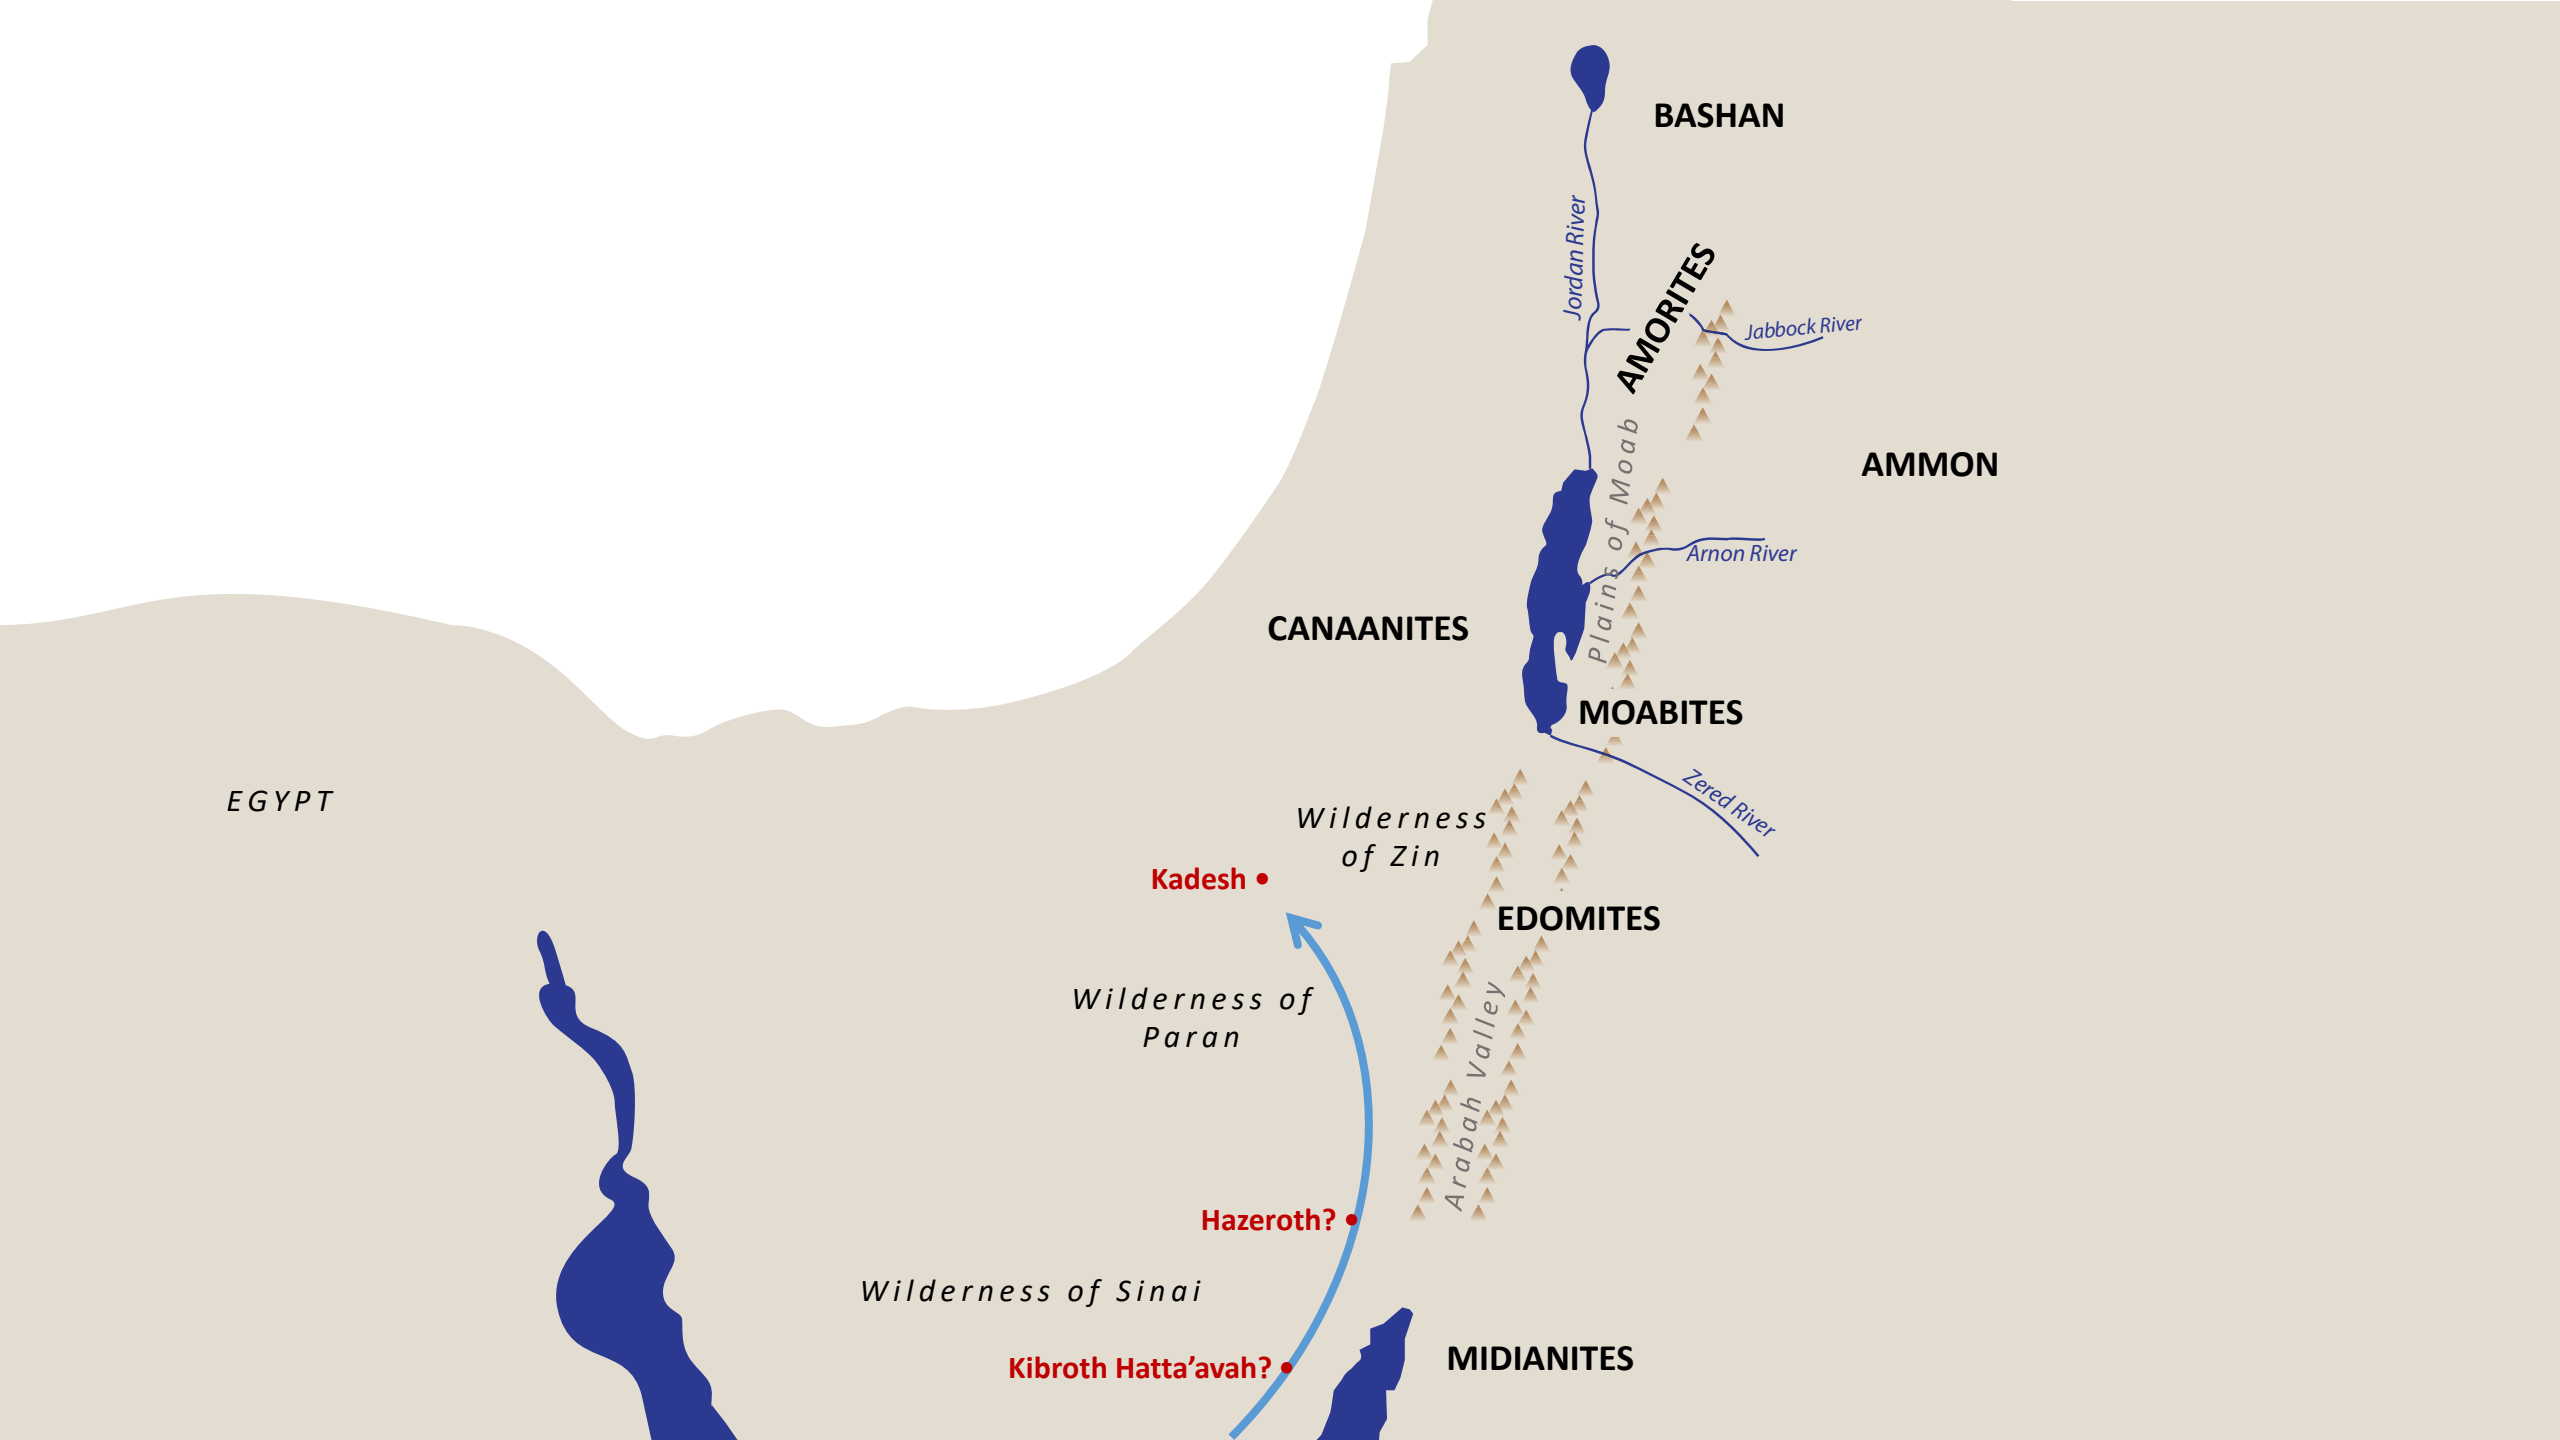 BASHAN
Jordan River
AMORITES
Jabbock River
Plains of Moab
AMMON
Arnon River
CANAANITES
MOABITES
Zered River
EGYPT
Wilderness
of Zin
Kadesh
EDOMITES
Wilderness of
Paran
Arabah Valley
Hazeroth?
Wilderness of Sinai
Kibroth Hatta’avah?
MIDIANITES